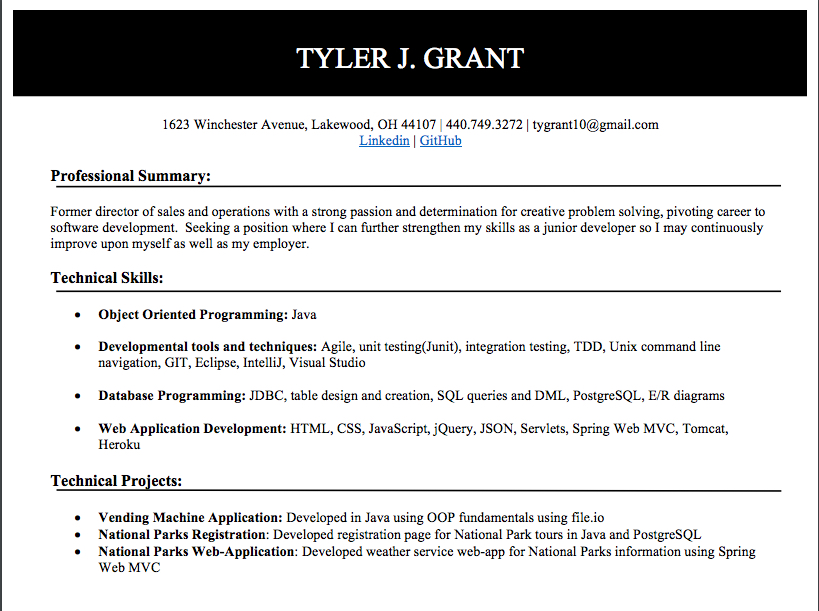 TYLER J. GRANT
1623 Winchester Avenue, Lakewood, OH 44107 | 440.749.3272 | tygrant10@gmail.com
Linkedin | GitHub
Professional Summary:
Former director of sales and operations with a strong passion and determination for creative problem solving, pivoting career to
software development.  Seeking a position where I can further strengthen my skills as a junior developer so I may continuously
improve upon myself as well as my employer.
Technical Skills:
• Object Oriented Programming: Java
• Developmental tools and techniques: Agile, unit testing(Junit), integration testing, TDD, Unix command line
navigation, GIT, Eclipse, IntelliJ, Visual Studio
• Database Programming: JDBC, table design and creation, SQL queries and DML, PostgreSQL, E/R diagrams
• Web Application Development: HTML, CSS, JavaScript, jQuery, JSON, Servlets, Spring Web MVC, Tomcat,
Heroku
Technical Projects:
• Vending Machine Application: Developed in Java using OOP fundamentals using file.io
• National Parks Registration: Developed registration page for National Park tours in Java and PostgreSQL
• National Parks Web-Application: Developed weather service web-app for National Parks information using Spring
Web MVC